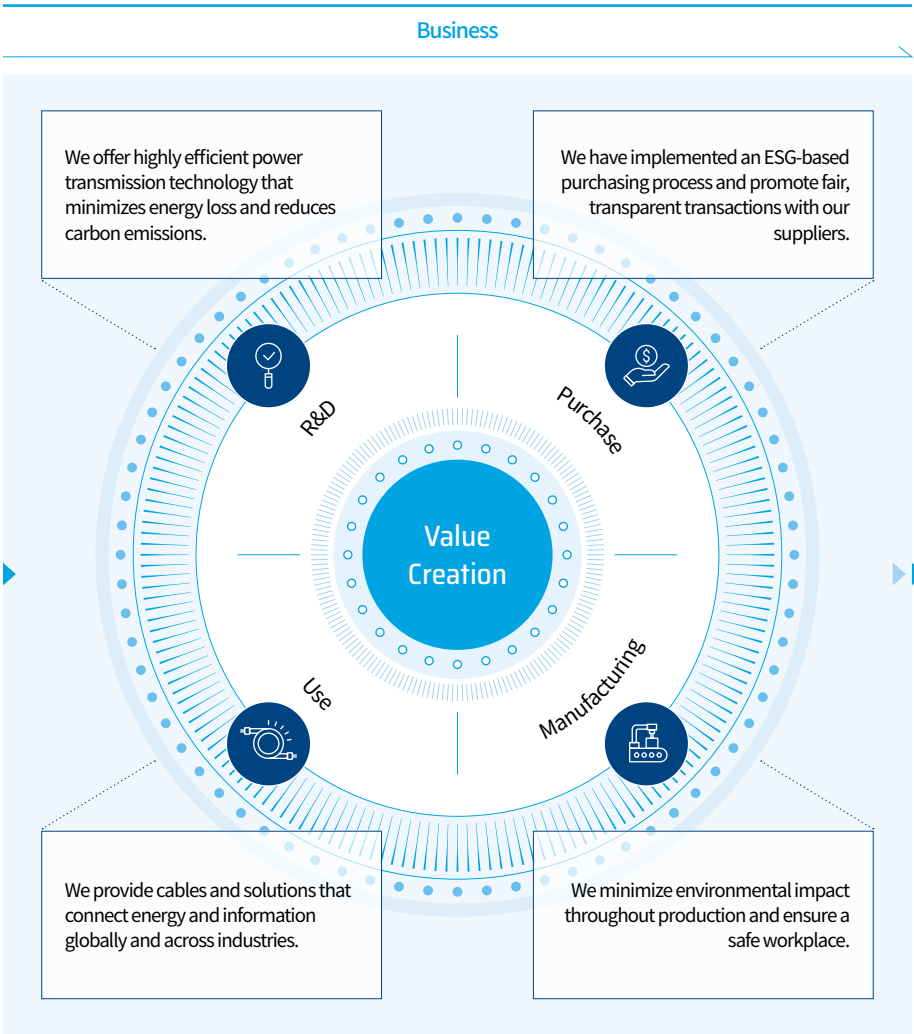 Business
We offer highly efficient power
transmission technology that
minimizes energy loss and reduces
carbon emissions.
We have implemented an ESG-based
purchasing process and promote fair,
transparent transactions with our
suppliers.
R&D
Purchase
Value
Creation
Use
Manufacturing
We provide cables and solutions that
connect energy and information
globally and across industries.
We minimize environmental impact
throughout production and ensure a
safe workplace.